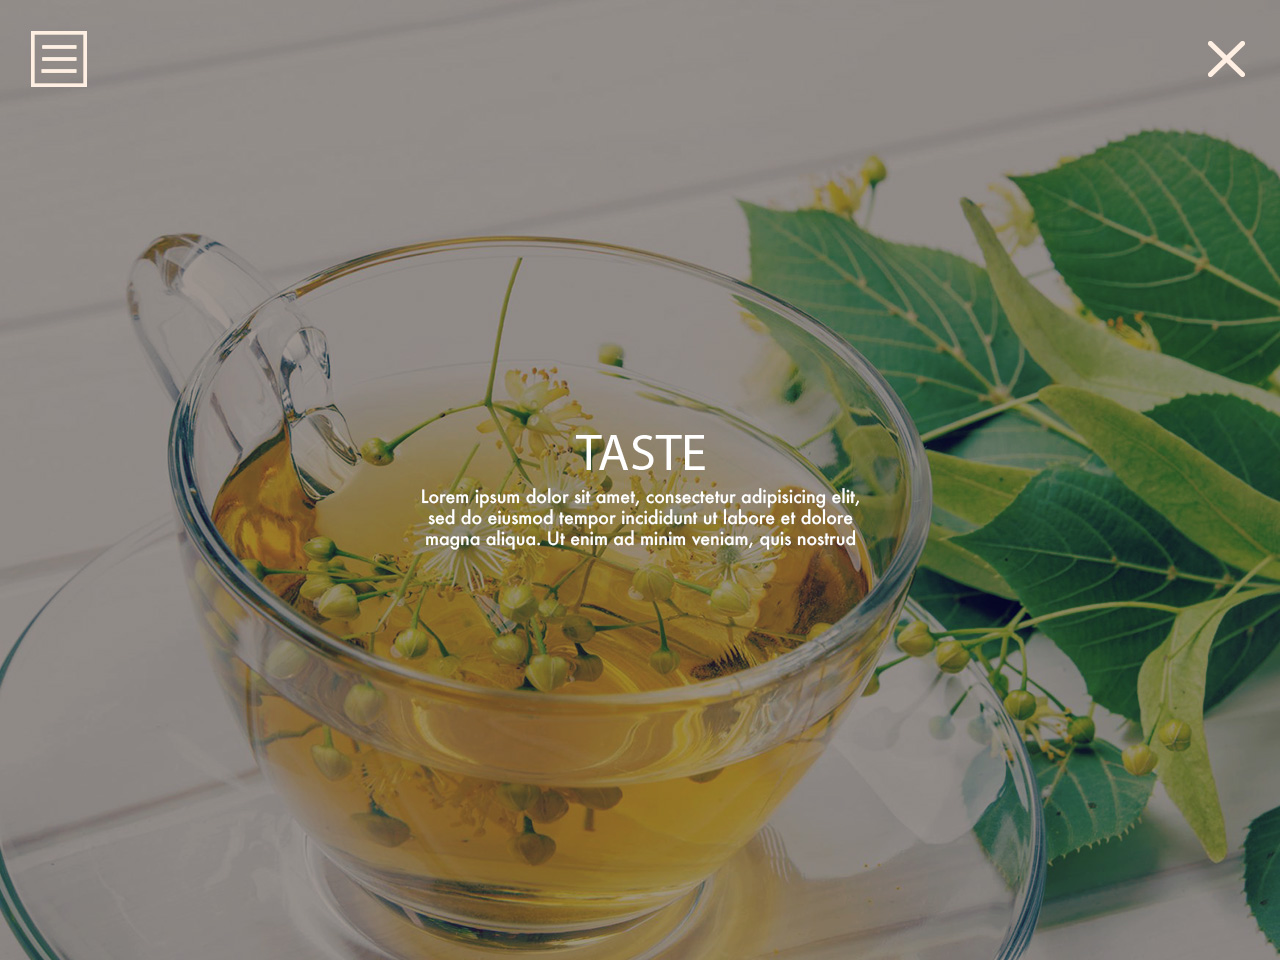 TASTE
Lorem ipsum dolor sit amet, consectetur adipisicing elit,
sed do eiusmod tempor incididunt ut labore et dolore
magna aliqua. Ut enim ad minim veniam, quis nostrud